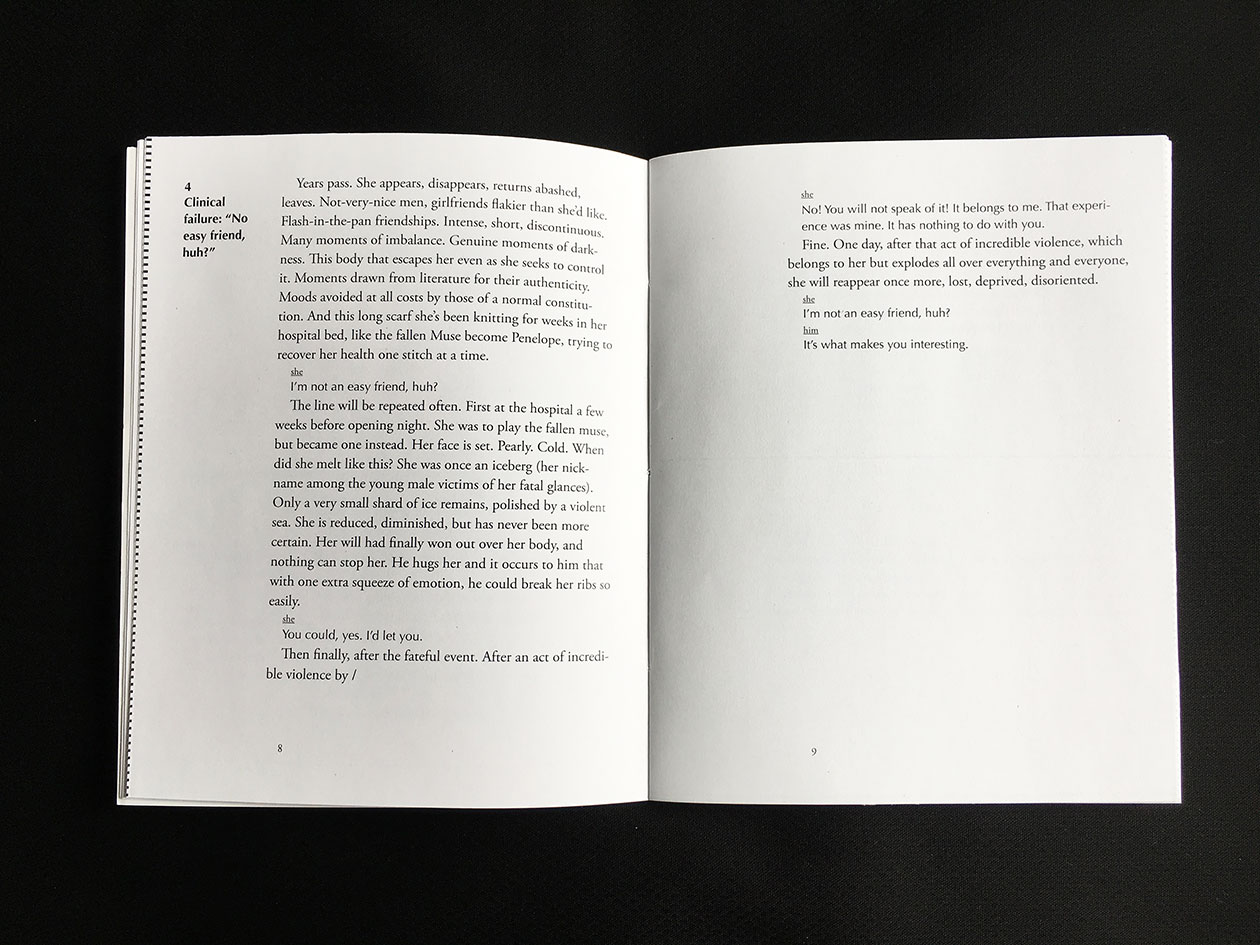 4
Clinical
failure: “No
easy friend,
huh?”
Years pass. She appears, disappears, returns abashed,
leaves. Not-very-nice men, girlfriends flakier than she’d like.
Flash-in-the-pan friendships. Intense, short, discontinuous.
Many moments of imbalance. Genuine moments of dark-
ness. This body that escapes her even as she seeks to control
it. Moments drawn from literature for their authenticity.
Moods avoided at all costs by those of a normal constitu-
tion. And this long scarf she’s been knitting for weeks in her
hospital bed, like the fallen Muse become Penelope, trying to
recover her health one stitch at a time.
she
I’m not an easy friend, huh?
The line will be repeated often. First at the hospital a few
weeks before opening night. She was to play the fallen muse,
but became one instead. Her face is set. Pearly. Cold. When
did she melt like this? She was once an iceberg (her nick-
name among the young male victims of her fatal glances).
Only a very small shard of ice remains, polished by a violent
sea. She is reduced, diminished, but has never been more
certain. Her will had finally won out over her body, and
nothing can stop her. He hugs her and it occurs to him that
with one extra squeeze of emotion, he could break her ribs so
easily.
she
You could, yes. I’d let you.
Then finally, after the fateful event. After an act of incredi-
ble violence by /
8
she
No! You will not speak of it! It belongs to me. That experi-
ence was mine. It has nothing to do with you.
Fine. One day, after that act of incredible violence, which
belongs to her but explodes all over everything and everyone,
she will reappear once more, lost, deprived, disoriented.
she
I’m not an easy friend, huh?
him
It’s what makes you interesting.
9